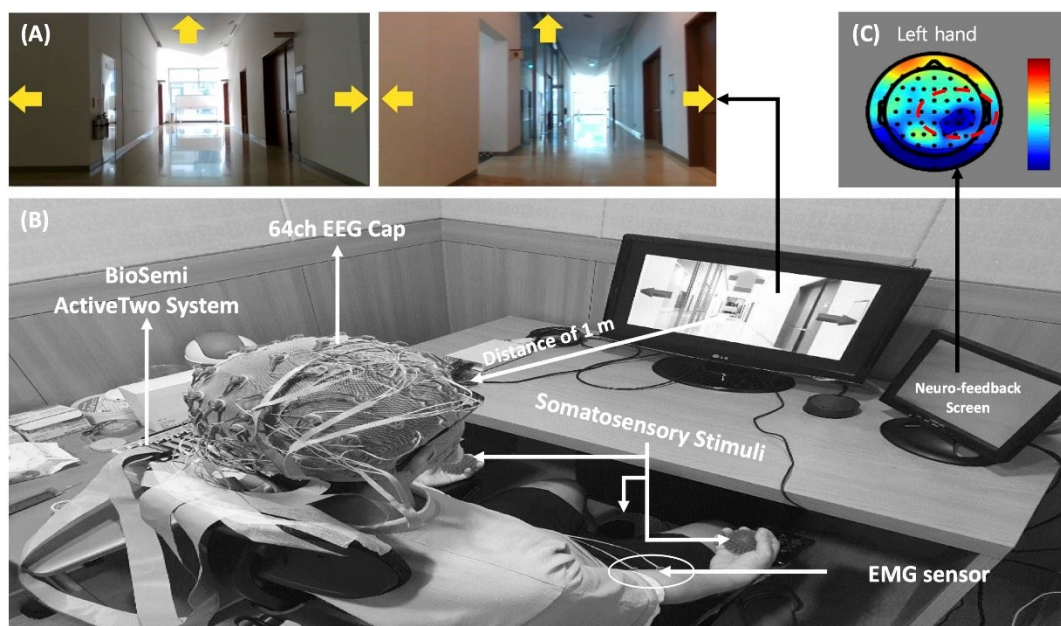 (A)
(C)
Left hand
(B)
64ch EEG Cap
BioSemi
ActiveTwo System
Distance of 1 m
Somatosensory Stimuli
Neuro-feedback
Screen
EMG sensor
LG